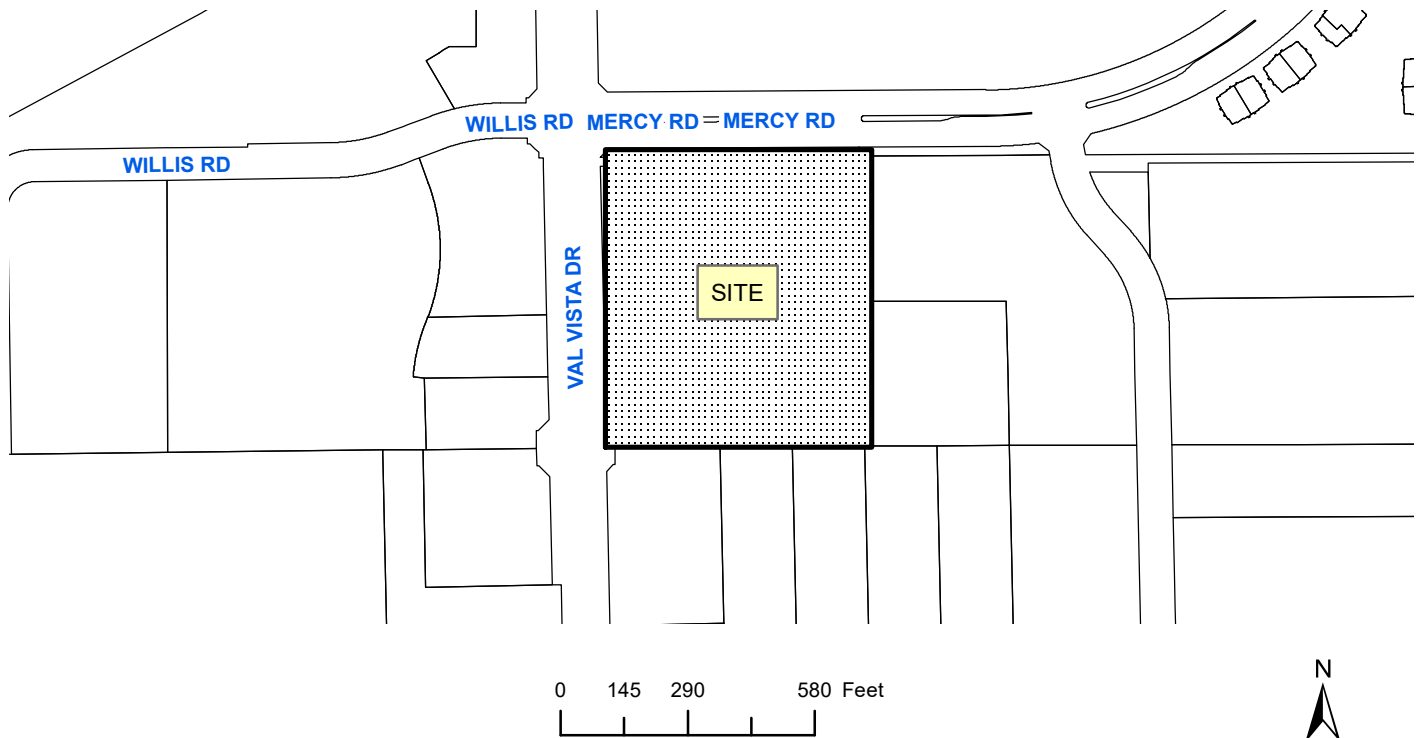 WILLIS RD
MERCY RD
MERCY RD
WILLIS RD
VAL VISTA DR
SITE
0 145 290 580 Feet
N